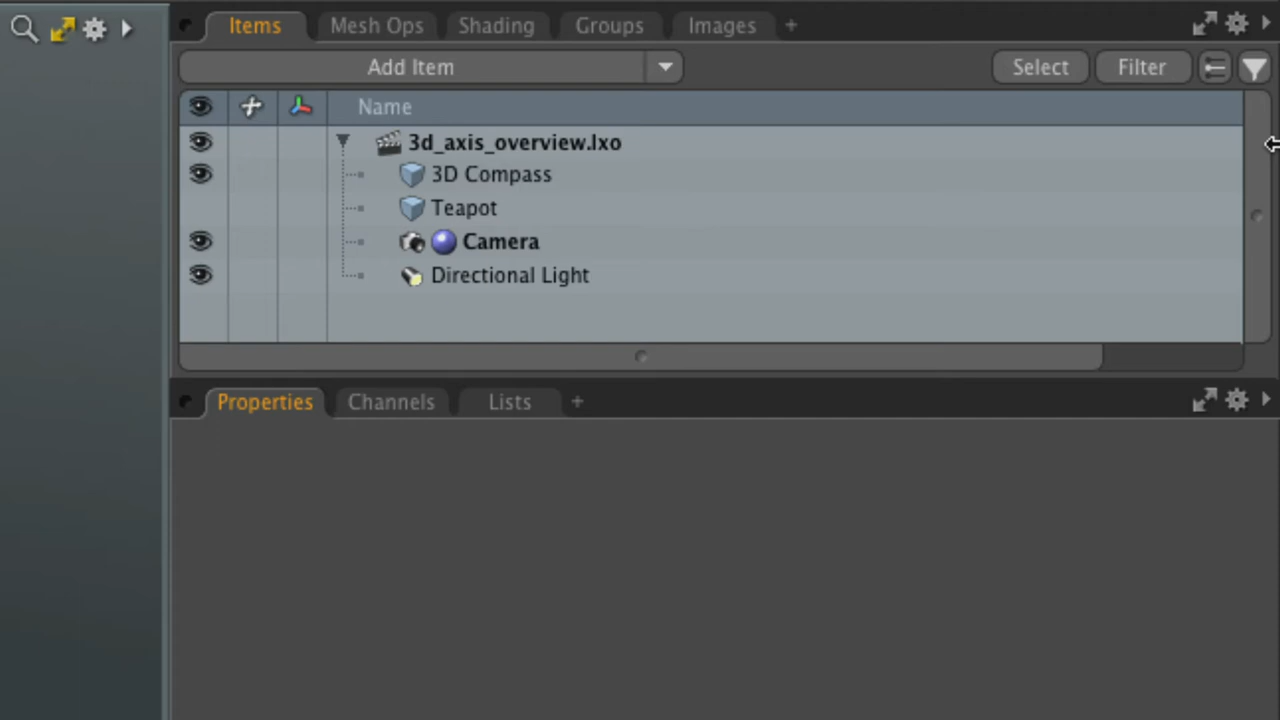 Items Mesh Ops Shading Groups Images +
Add Item Select Filter
Name
3d_axis_overview.lxo
3D Compass
Teapot
Camera
Directional Light
Properties Channels Lists +